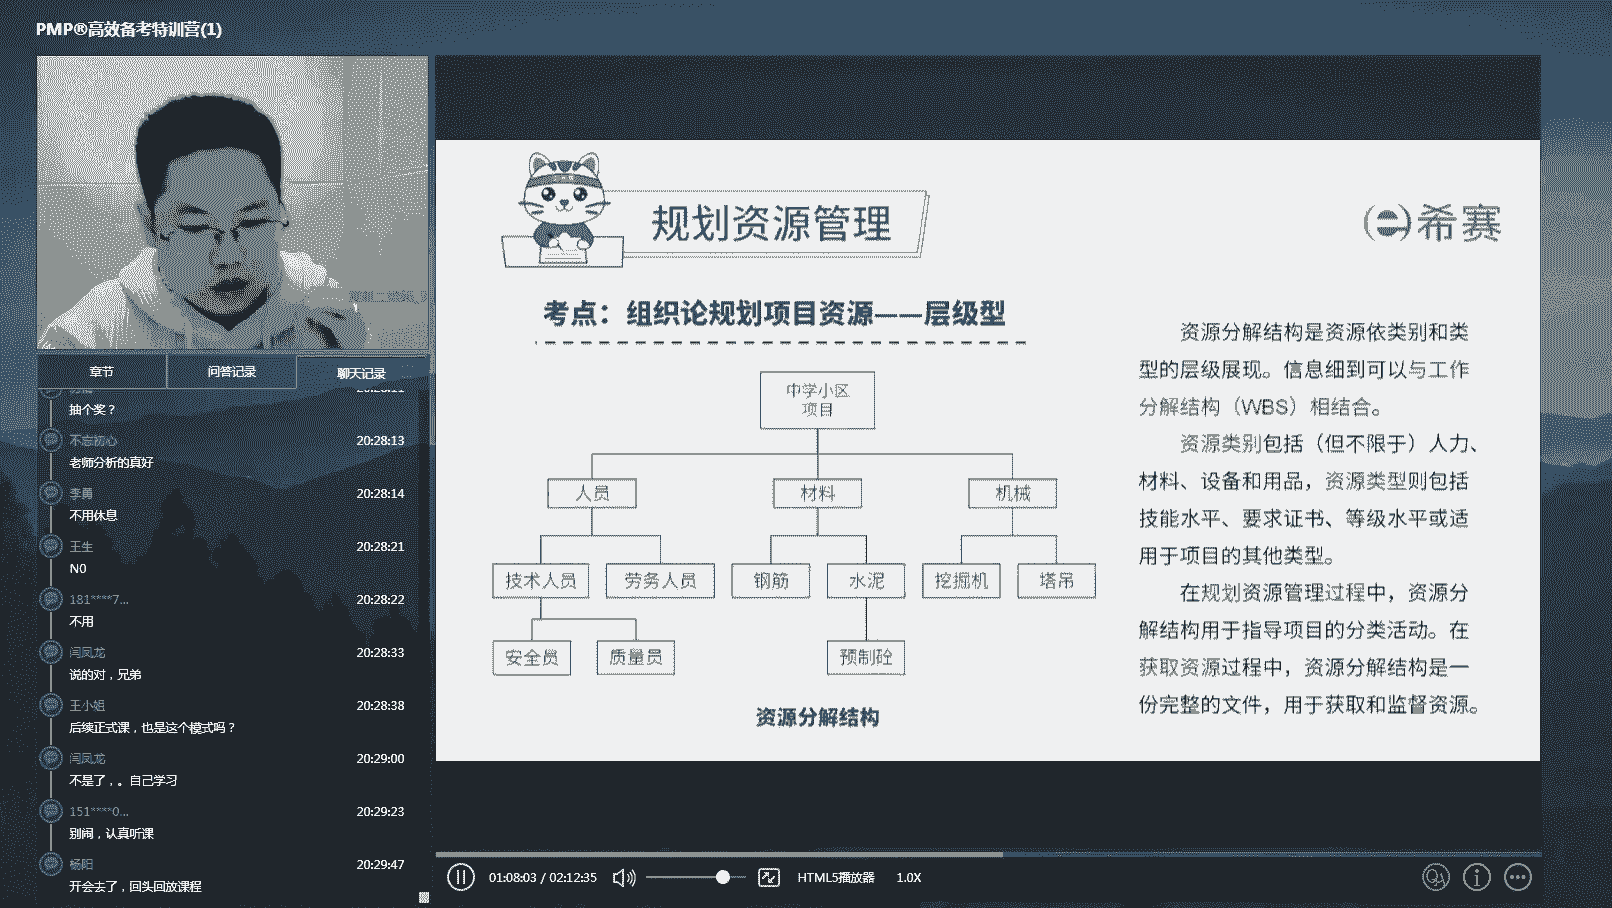 PMP®高效备考特训营(1)
章节
问答记录
聊天记录
抽个奖？
不忘初心
20:28:13
老师分析的真好
李勇
20:28:14
不用休息
王生
20:28:21
NO
181****7...
20:28:22
不用
闫凤龙
20:28:33
说的对，兄弟
王小姐
20:28:38
后续正式课，也是这个模式吗？
闫凤龙
20:29:00
不是了，。自己学习
151****0...
20:29:23
别闹，认真听课
杨阳
20:29:47
开会去了，回头回放课程
规划资源管理
希赛
考点：组织论规划项目资源——层级型
中学小区
项目
人员
材料
机械
技术人员
劳务人员
钢筋
水泥
挖掘机
塔吊
安全员
质量员
预制砼
资源分解结构
资源分解结构是资源依类别和类
型的层级展现。信息细到可以与工作
分解结构（WBS）相结合。
资源类别包括（但不限于）人力、
材料、设备和用品，资源类型则包括
技能水平、要求证书、等级水平或适
用于项目的其他类型。
在规划资源管理过程中，资源分
解结构用于指导项目的分类活动。在
获取资源过程中，资源分解结构是一
份完整的文件，用于获取和监督资源。
01:08:03 / 02:12:35
HTML5播放器
1.0X